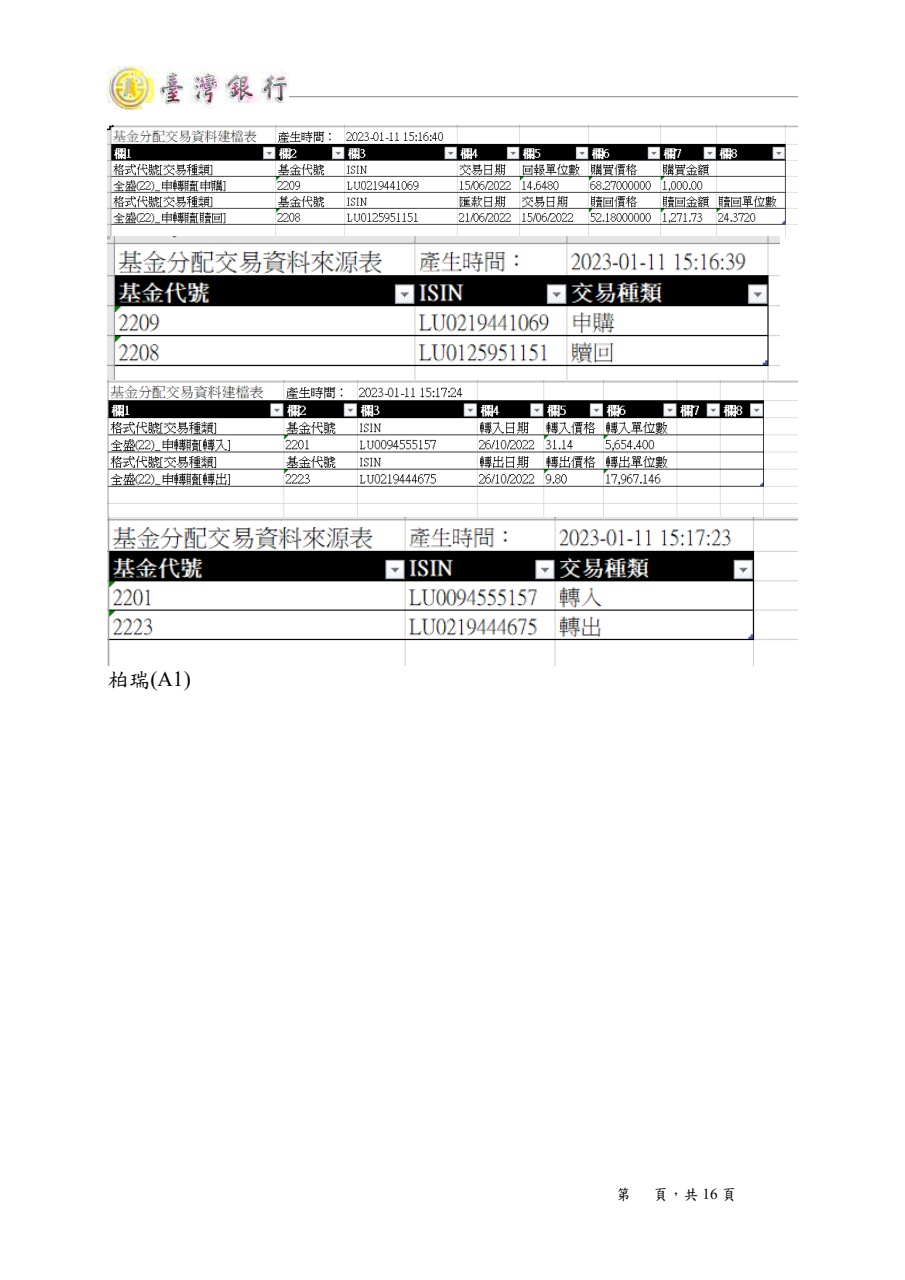 臺灣銀行
基金分配交易資料建檔表 產生時間： 2023-01-11 15:16:40
欄1 欄2 欄3 欄4 欄5 欄6 欄7 欄8
格式代號[交易種類] 基金代號 ISIN 交易日期 回報單位數 購買價格 購買金額
全盛(22)_申轉贖[申購] 2209 LU0219441069 15/06/2022 14.6480 68.27000000 1,000.00
格式代號[交易種類] 基金代號 ISIN 匯款日期 交易日期 贖回價格 贖回金額 贖回單位數
全盛(22)_申轉贖[贖回] 2208 LU0125951151 21/06/2022 15/06/2022 52.18000000 1,271.73 24.3720
基金分配交易資料來源表 產生時間： 2023-01-11 15:16:39
基金代號 ISIN 交易種類
2209 LU0219441069 申購
2208 LU0125951151 贖回
基金分配交易資料建檔表 產生時間： 2023-01-11 15:17:24
欄1 欄2 欄3 欄4 欄5 欄6 欄7 欄8
格式代號[交易種類] 基金代號 ISIN 轉入日期 轉入價格 轉入單位數
全盛(22)_申轉贖[轉入] 2201 LU0094555157 26/10/2022 31.14 5,654.400
格式代號[交易種類] 基金代號 ISIN 轉出日期 轉出價格 轉出單位數
全盛(22)_申轉贖[轉出] 2223 LU0219444675 26/10/2022 9.80 17,967.146
基金分配交易資料來源表 產生時間： 2023-01-11 15:17:23
基金代號 ISIN 交易種類
2201 LU0094555157 轉入
2223 LU0219444675 轉出
柏瑞(A1)
第 頁，共 16 頁